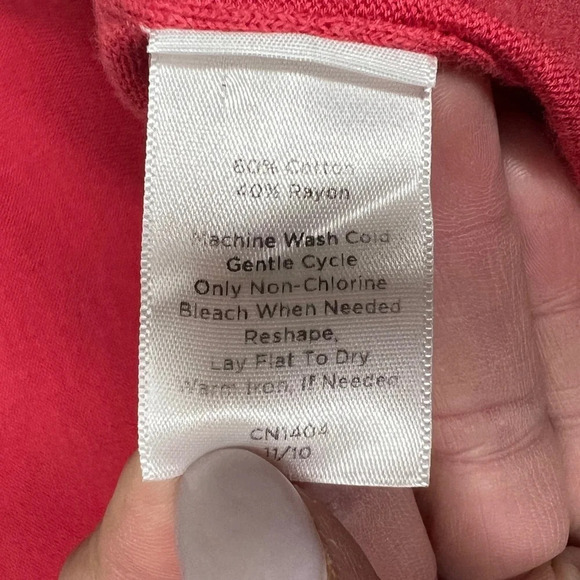 60% Cotton
40% Rayon
Machine Wash Cold
Gentle Cycle
Only Non-Chlorine
Bleach When Needed
Reshape,
Lay Flat To Dry
Warm Iron, If Needed
CN1404
11/10